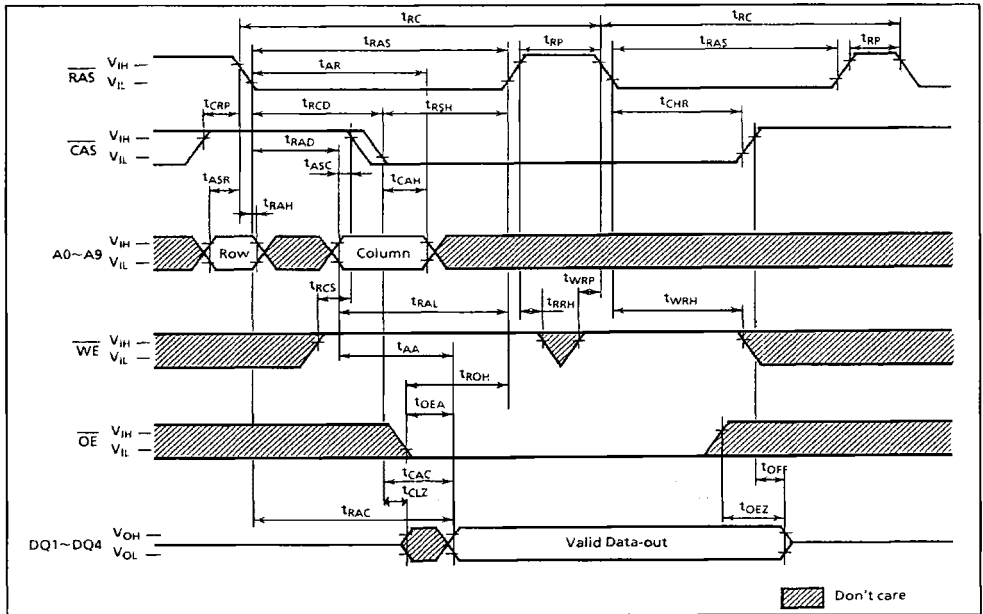 tRC
tRC
tRAS
tRP
tRAS
tRP
tAR
RAS
VIH
VIL
tCRP
tRCD
tRSH
tCHR
CAS
VIH
VIL
tRAD
tASC
tCAH
tASR
tRAH
A0~A9
VIH
VIL
Row
Column
tRCS
tRAL
tRRH
tWRP
tWRH
WE
VIH
VIL
tAA
tROH
tOEA
OE
VIH
VIL
tCAC
tCLZ
tOFF
tRAC
tOEZ
DQ1~DQ4
VOH
VOL
Valid Data-out
Don't care